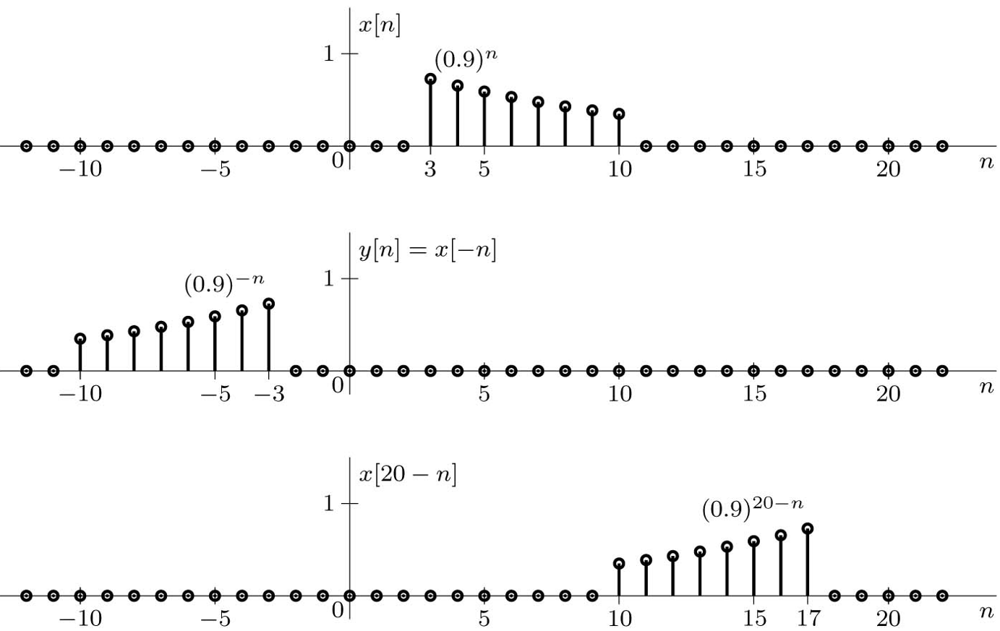 x[n]
1
(0.9)^n
0
−10 −5 3 5 10 15 20 n
y[n] = x[−n]
1
(0.9)^{−n}
0
−10 −5 −3 5 10 15 20 n
x[20 − n]
1
(0.9)^{20−n}
0
−10 −5 5 10 15 17 20 n